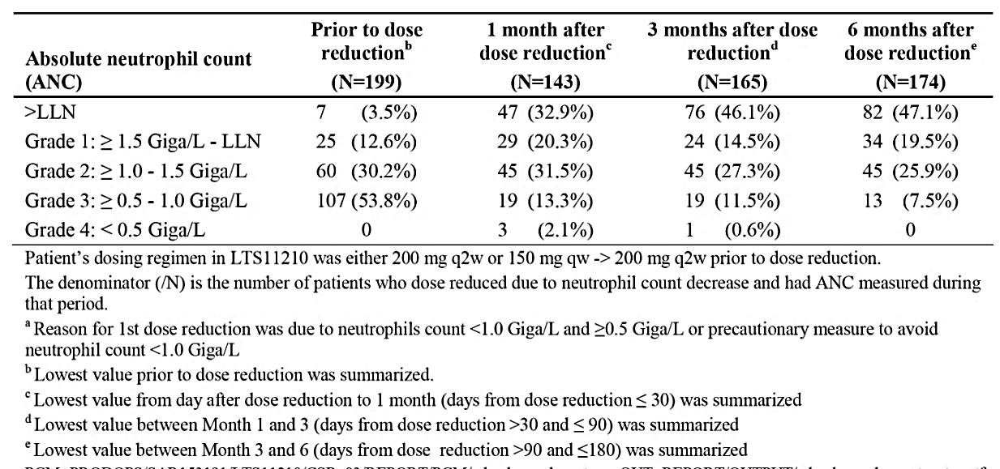 Absolute neutrophil count (ANC) Prior to dose reductionb (N=199) 1 month after dose reductionc (N=143) 3 months after dose reductiond (N=165) 6 months after dose reductione (N=174)
>LLN 7 (3.5%) 47 (32.9%) 76 (46.1%) 82 (47.1%)
Grade 1: ≥ 1.5 Giga/L - LLN 25 (12.6%) 29 (20.3%) 24 (14.5%) 34 (19.5%)
Grade 2: ≥ 1.0 - 1.5 Giga/L 60 (30.2%) 45 (31.5%) 45 (27.3%) 45 (25.9%)
Grade 3: ≥ 0.5 - 1.0 Giga/L 107 (53.8%) 19 (13.3%) 19 (11.5%) 13 (7.5%)
Grade 4: < 0.5 Giga/L 0 3 (2.1%) 1 (0.6%) 0
Patient's dosing regimen in LTS11210 was either 200 mg q2w or 150 mg qw -> 200 mg q2w prior to dose reduction.
The denominator (/N) is the number of patients who dose reduced due to neutrophil count decrease and had ANC measured during
that period.
a Reason for 1st dose reduction was due to neutrophils count <1.0 Giga/L and ≥0.5 Giga/L or precautionary measure to avoid
neutrophil count <1.0 Giga/L
b Lowest value prior to dose reduction was summarized.
c Lowest value from day after dose reduction to 1 month (days from dose reduction ≤ 30) was summarized
d Lowest value between Month 1 and 3 (days from dose reduction >30 and ≤ 90) was summarized
e Lowest value between Month 3 and 6 (days from dose reduction >90 and ≤180) was summarized